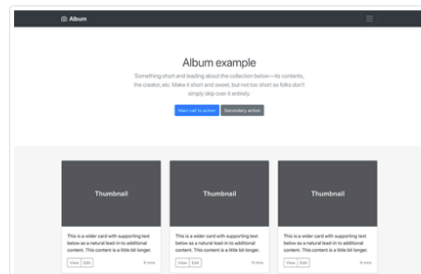 Album
Album example
Something short and leading about the collection below—its contents,
the creator, etc. Make it short and sweet, but not too short so folks don't
simply skip over it entirely.
Main call to action Secondary action
Thumbnail Thumbnail Thumbnail
This is a wider card with supporting text This is a wider card with supporting text This is a wider card with supporting text
below as a natural lead-in to additional below as a natural lead-in to additional below as a natural lead-in to additional
content. This content is a little bit longer. content. This content is a little bit longer. content. This content is a little bit longer.
View Edit 9 mins View Edit 9 mins View Edit 9 mins